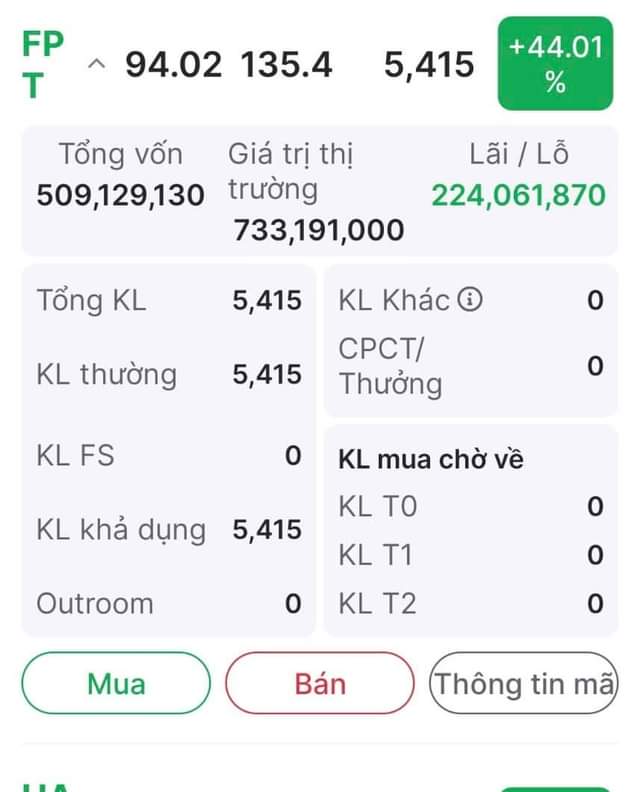 FP
T
94.02 135.4 5,415 +44.01
%
Tổng vốn
509,129,130
Giá trị thị
trường
733,191,000
Lãi / Lỗ
224,061,870
Tổng KL 5,415
KL thường 5,415
KL FS 0
KL khả dụng 5,415
Outroom 0
KL Khác 0
CPCT/
Thưởng 0
KL mua chờ về
KL T0 0
KL T1 0
KL T2 0
Mua Bán Thông tin mã